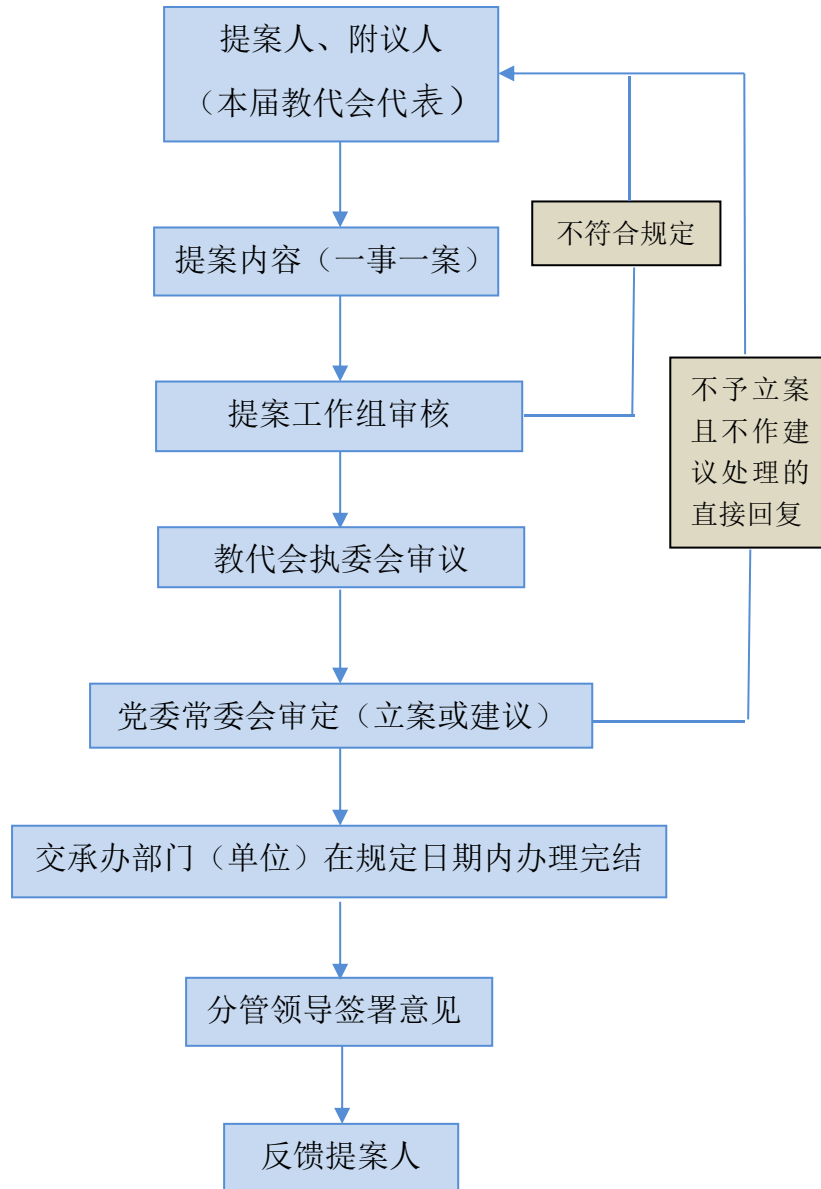 提案人、附议人
（本届教代会代表）
不符合规定
提案内容（一事一案）
不予立案
且不作建
议处理的
直接回复
提案工作组审核
教代会执委会审议
党委常委会审定（立案或建议）
交承办部门（单位）在规定日期内办理完结
分管领导签署意见
反馈提案人